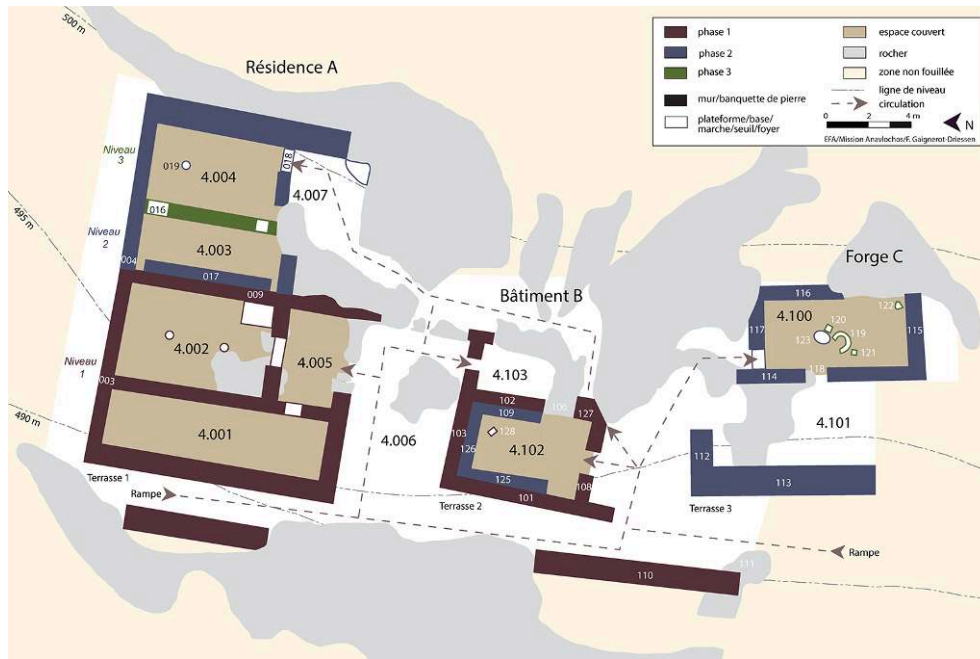 500 m
Résidence A
phase 1
phase 2
phase 3
mur/banquette de pierre
plateforme/base/
marche/seuil/foyer
espace couvert
rocher
zone non fouillée
ligne de niveau
circulation
0 2 4 m
N
EFA/Mission Anavlochos/F. Gaignerot-Driessen
Niveau
3
019
4.004
018
4.007
016
495 m
Niveau
2
4.003
004
017
009
Forge C
Bâtiment B
116
122
4.100
120
119
117
123
121
115
118
114
Niveau
1
4.002
4.005
4.103
003
102
106
127
109
103
128
4.102
126
4.006
4.101
112
490 m
4.001
125
101
108
113
Terrasse 1
Rampe
Terrasse 2
Terrasse 3
Rampe
111
110